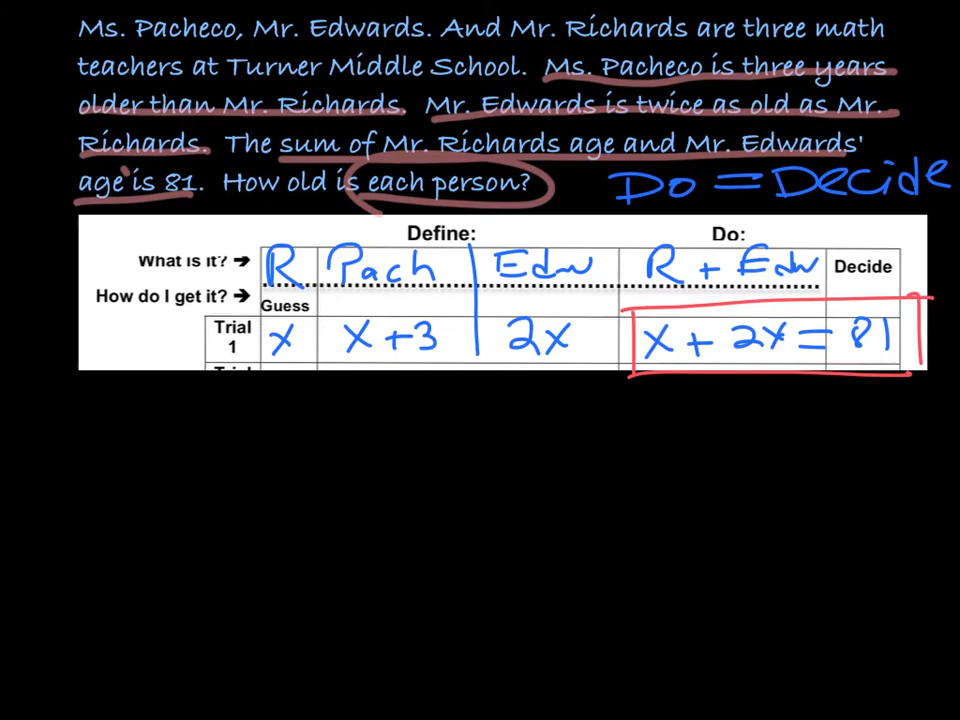 Ms. Pacheco, Mr. Edwards. And Mr. Richards are three math
teachers at Turner Middle School. Ms. Pacheco is three years
older than Mr. Richards. Mr. Edwards is twice as old as Mr.
Richards. The sum of Mr. Richards age and Mr. Edwards'
age is 81. How old is each person?
Do = Decide
Define: Do:
What is it? → R Pach Edw R + Edw Decide
How do I get it? →
Guess
Trial 1 x x+3 2x x + 2x = 81